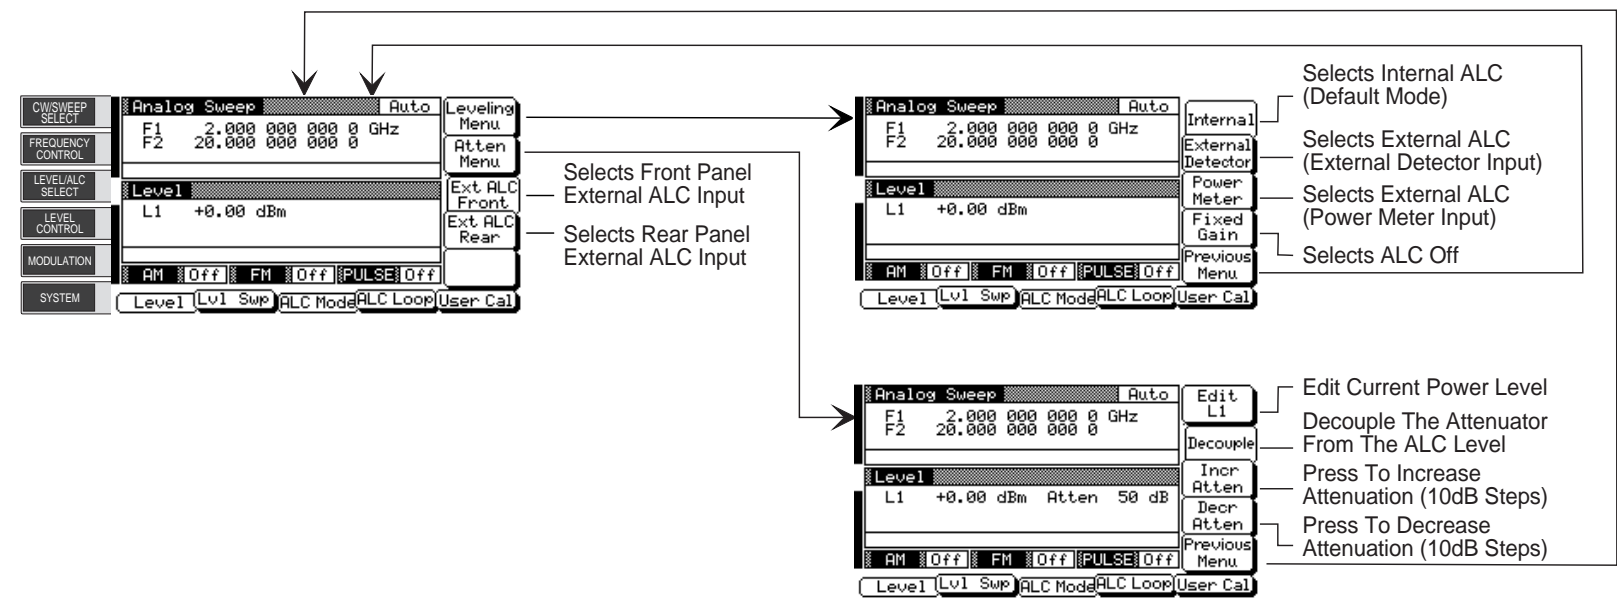 CW/SWEEP
SELECT
FREQUENCY
CONTROL
LEVEL/ALC
SELECT
LEVEL
CONTROL
MODULATION
SYSTEM
Analog Sweep Auto
F1 2.000 000 000 0 GHz
F2 20.000 000 000 0
Level
L1 +0.00 dBm
AM Off FM Off PULSE Off
Level Lvl Swp ALC Mode ALC Loop User Cal
Leveling
Menu
Atten
Menu
Ext ALC
Front
Ext ALC
Rear
Selects Front Panel
External ALC Input
Selects Rear Panel
External ALC Input
Analog Sweep Auto
F1 2.000 000 000 0 GHz
F2 20.000 000 000 0
Level
L1 +0.00 dBm
AM Off FM Off PULSE Off
Level Lvl Swp ALC Mode ALC Loop User Cal
Internal
External
Detector
Power
Meter
Fixed
Gain
Previous
Menu
Selects Internal ALC
(Default Mode)
Selects External ALC
(External Detector Input)
Selects External ALC
(Power Meter Input)
Selects ALC Off
Analog Sweep Auto
F1 2.000 000 000 0 GHz
F2 20.000 000 000 0
Level
L1 +0.00 dBm Atten 50 dB
AM Off FM Off PULSE Off
Level Lvl Swp ALC Mode ALC Loop User Cal
Edit
L1
Decouple
Incr
Atten
Decr
Atten
Previous
Menu
Edit Current Power Level
Decouple The Attenuator
From The ALC Level
Press To Increase
Attenuation (10dB Steps)
Press To Decrease
Attenuation (10dB Steps)